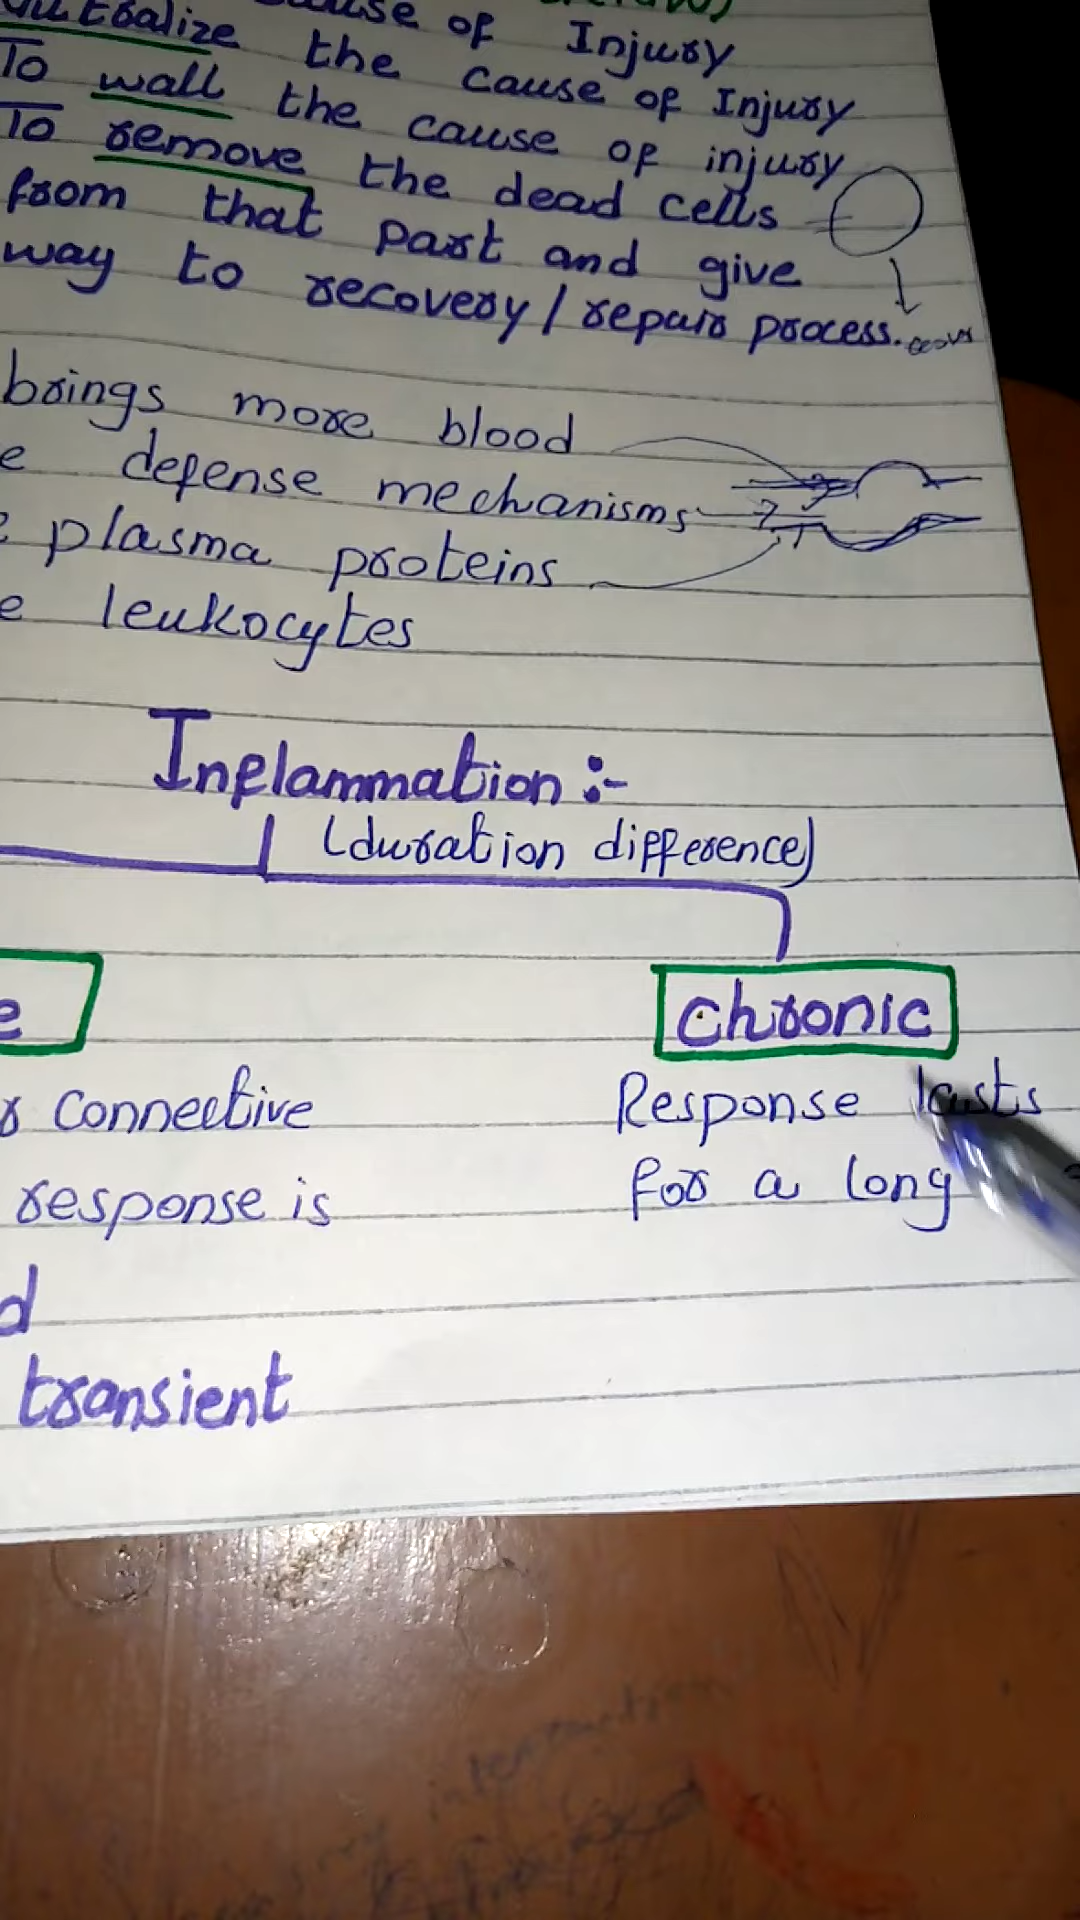 cause of Injury
the cause of Injury
To wall the cause of injury
To remove the dead cells
from that part and give
way to recovery / repair process.
brings more blood
defense mechanisms
plasma proteins
leukocytes
Inflammation :-
(duration difference)
chronic
connective
response is
transient
Response lasts
for a long